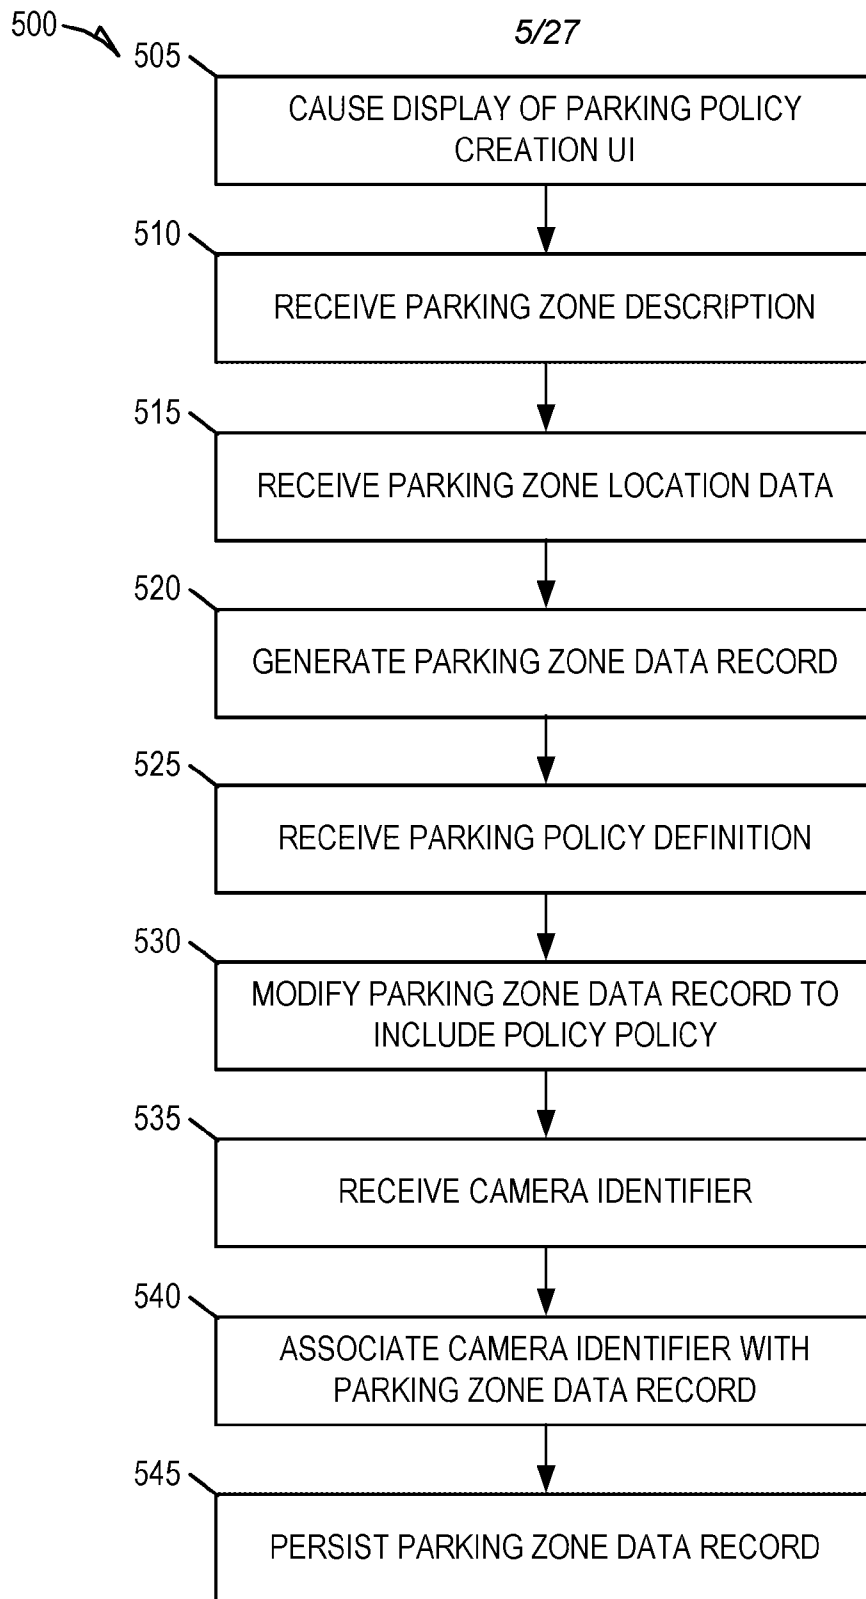 500
5/27
505
CAUSE DISPLAY OF PARKING POLICY
CREATION UI
510
RECEIVE PARKING ZONE DESCRIPTION
515
RECEIVE PARKING ZONE LOCATION DATA
520
GENERATE PARKING ZONE DATA RECORD
525
RECEIVE PARKING POLICY DEFINITION
530
MODIFY PARKING ZONE DATA RECORD TO
INCLUDE POLICY POLICY
535
RECEIVE CAMERA IDENTIFIER
540
ASSOCIATE CAMERA IDENTIFIER WITH
PARKING ZONE DATA RECORD
545
PERSIST PARKING ZONE DATA RECORD